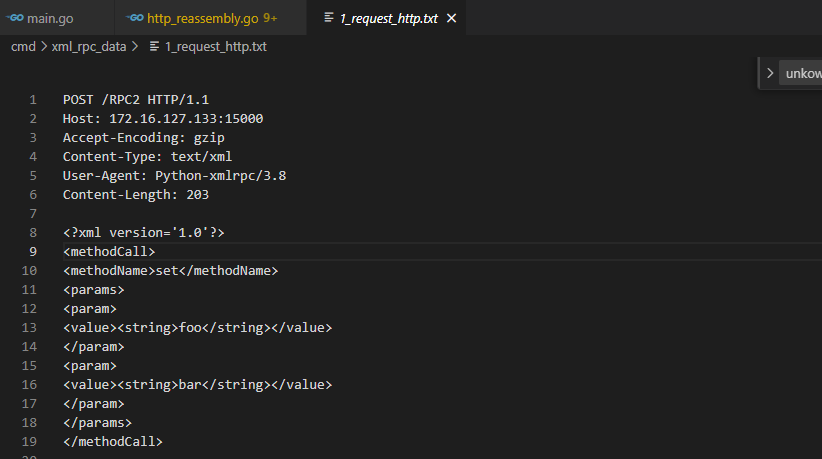 main.go
http_reassembly.go 9+
1_request_http.txt
cmd > xml_rpc_data > 1_request_http.txt
> unkow
1 POST /RPC2 HTTP/1.1
2 Host: 172.16.127.133:15000
3 Accept-Encoding: gzip
4 Content-Type: text/xml
5 User-Agent: Python-xmlrpc/3.8
6 Content-Length: 203
7
8 <?xml version='1.0'?>
9 <methodCall>
10 <methodName>set</methodName>
11 <params>
12 <param>
13 <value><string>foo</string></value>
14 </param>
15 <param>
16 <value><string>bar</string></value>
17 </param>
18 </params>
19 </methodCall>